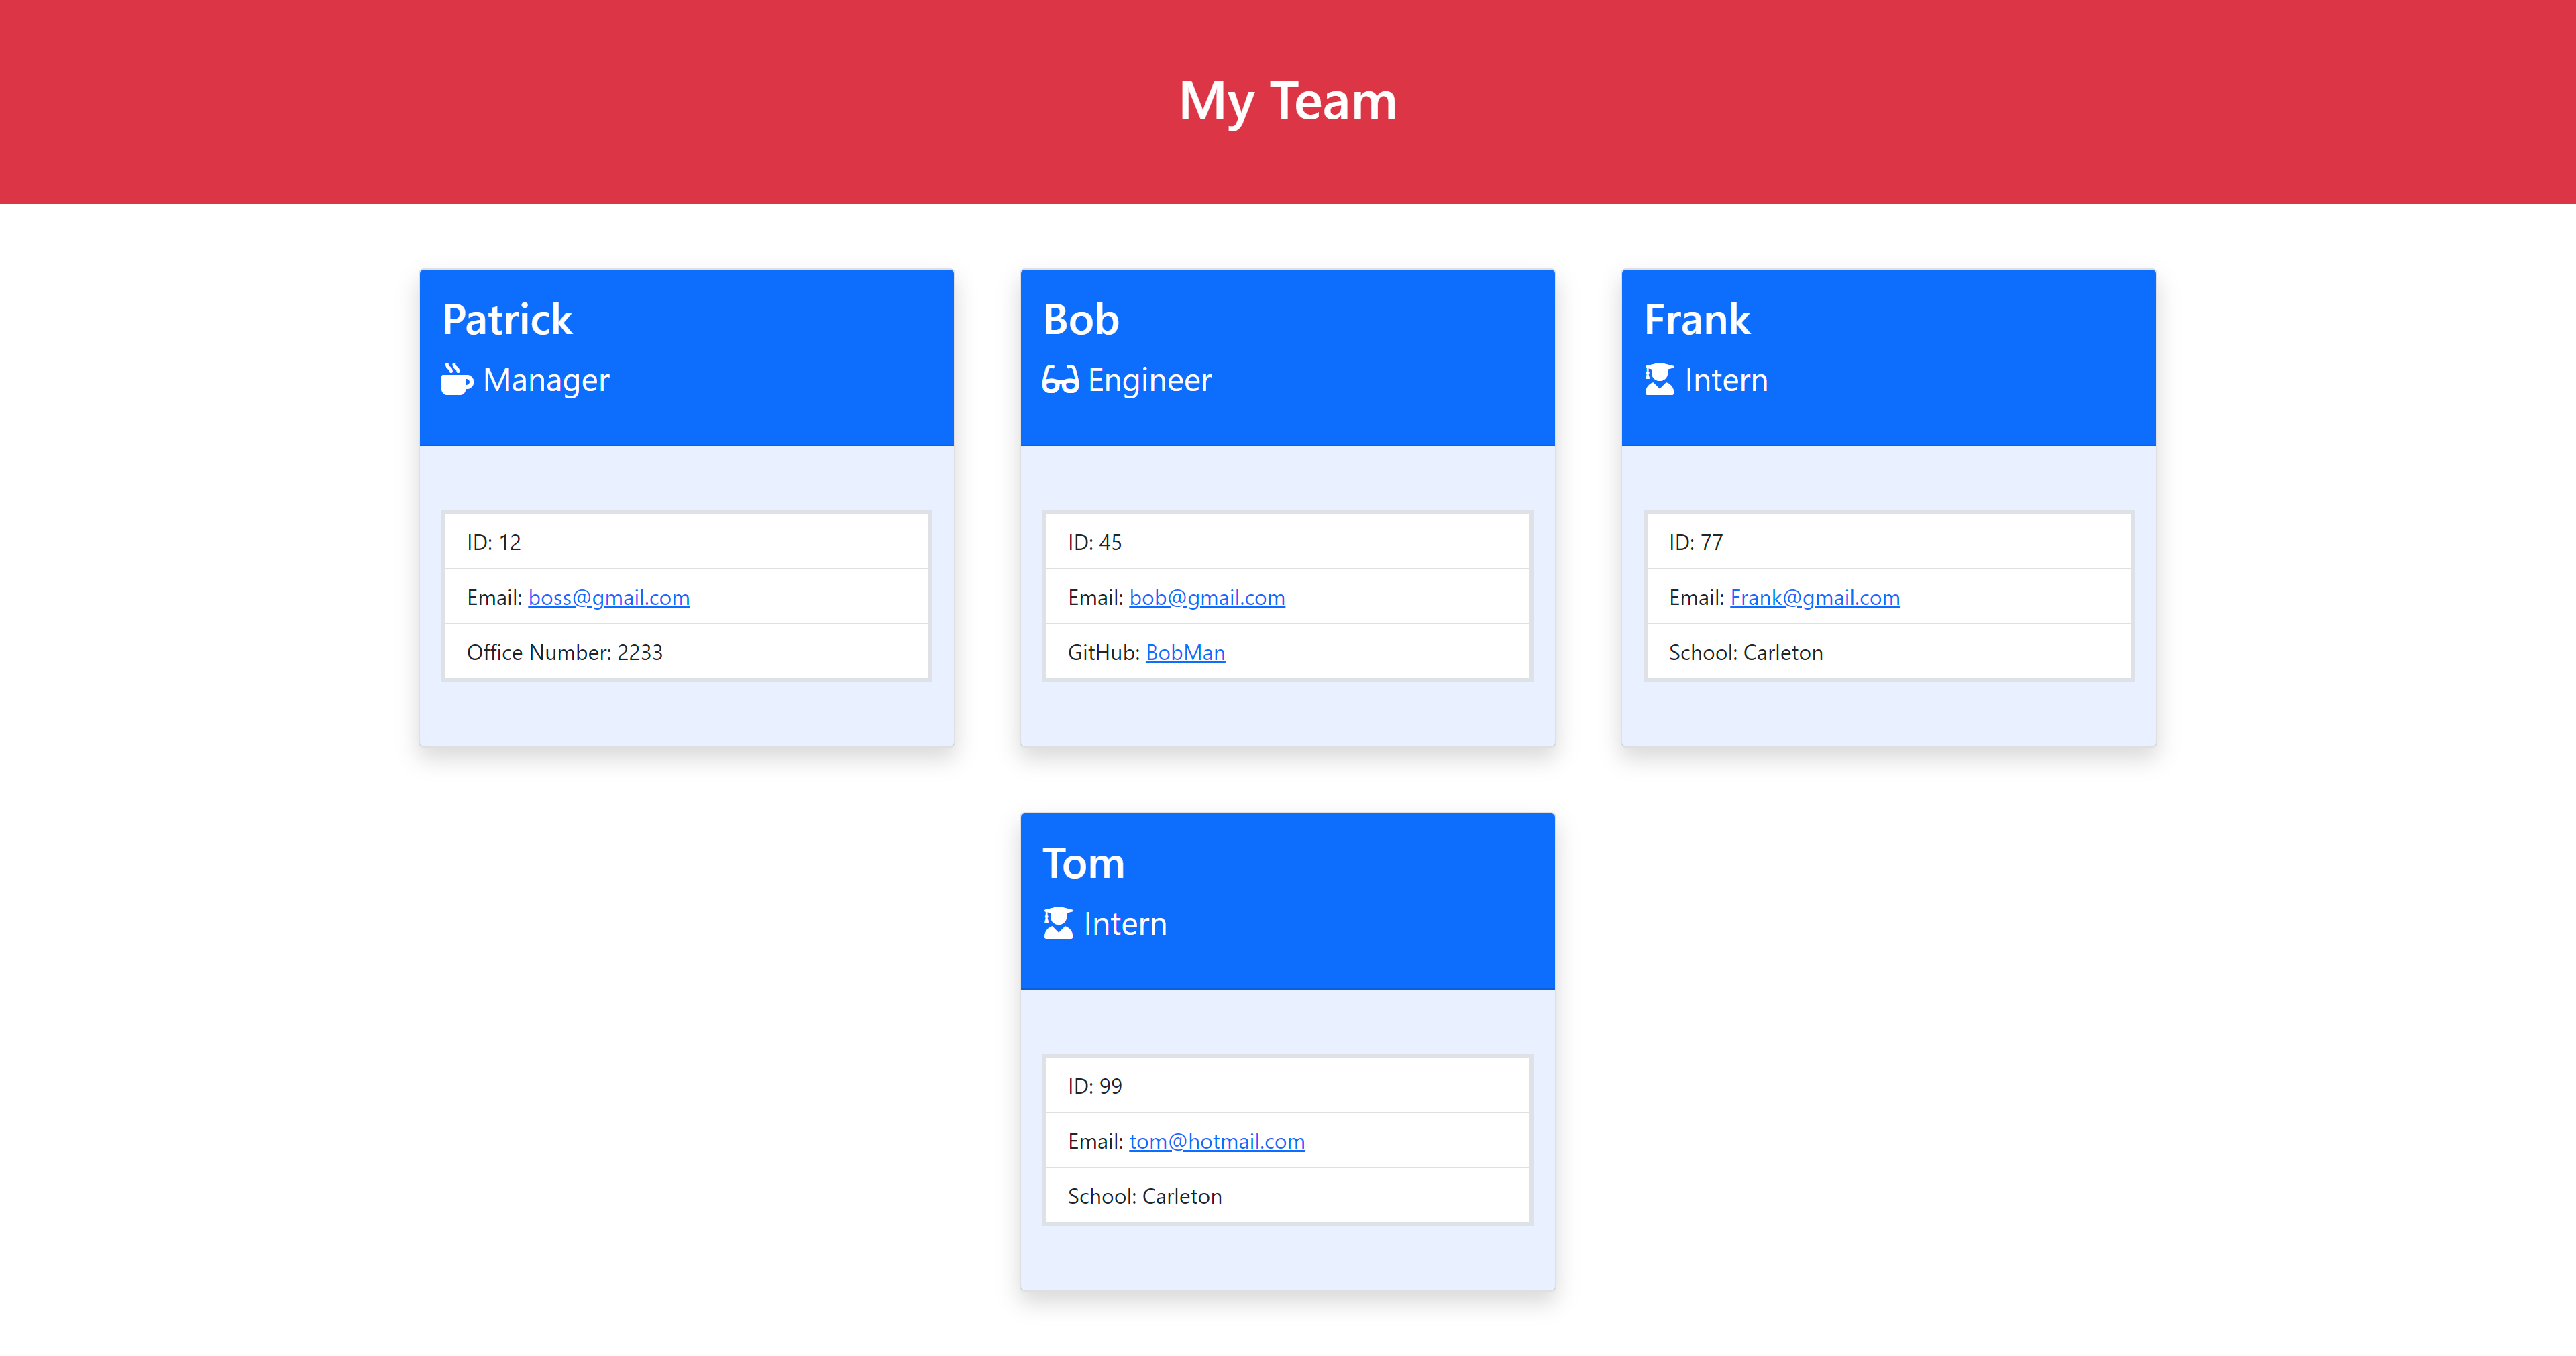 My Team
Patrick
Manager
ID: 12
Email: boss@gmail.com
Office Number: 2233
Bob
Engineer
ID: 45
Email: bob@gmail.com
GitHub: BobMan
Frank
Intern
ID: 77
Email: Frank@gmail.com
School: Carleton
Tom
Intern
ID: 99
Email: tom@hotmail.com
School: Carleton